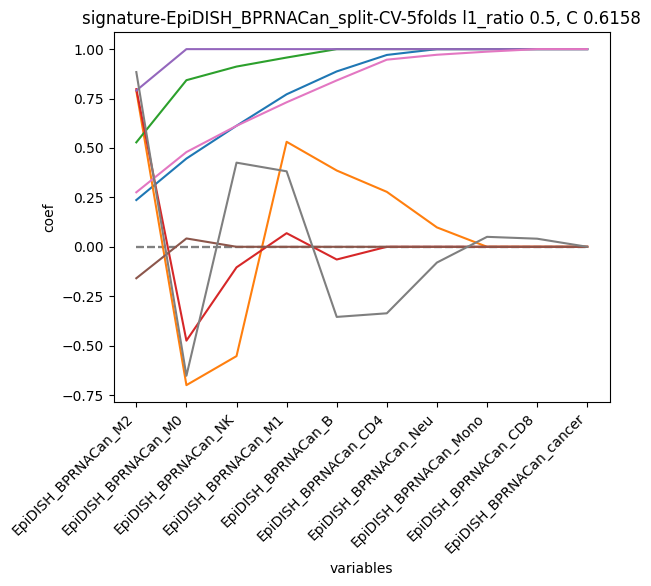 signature-EpiDISH_BPRNACan_split-CV-5folds l1_ratio 0.5, C 0.6158
1.00
0.75
0.50
0.25
0.00
−0.25
−0.50
−0.75
coef
EpiDISH_BPRNACan_M2
EpiDISH_BPRNACan_M0
EpiDISH_BPRNACan_NK
EpiDISH_BPRNACan_M1
EpiDISH_BPRNACan_B
EpiDISH_BPRNACan_CD4
EpiDISH_BPRNACan_Neu
EpiDISH_BPRNACan_Mono
EpiDISH_BPRNACan_CD8
EpiDISH_BPRNACan_cancer
variables